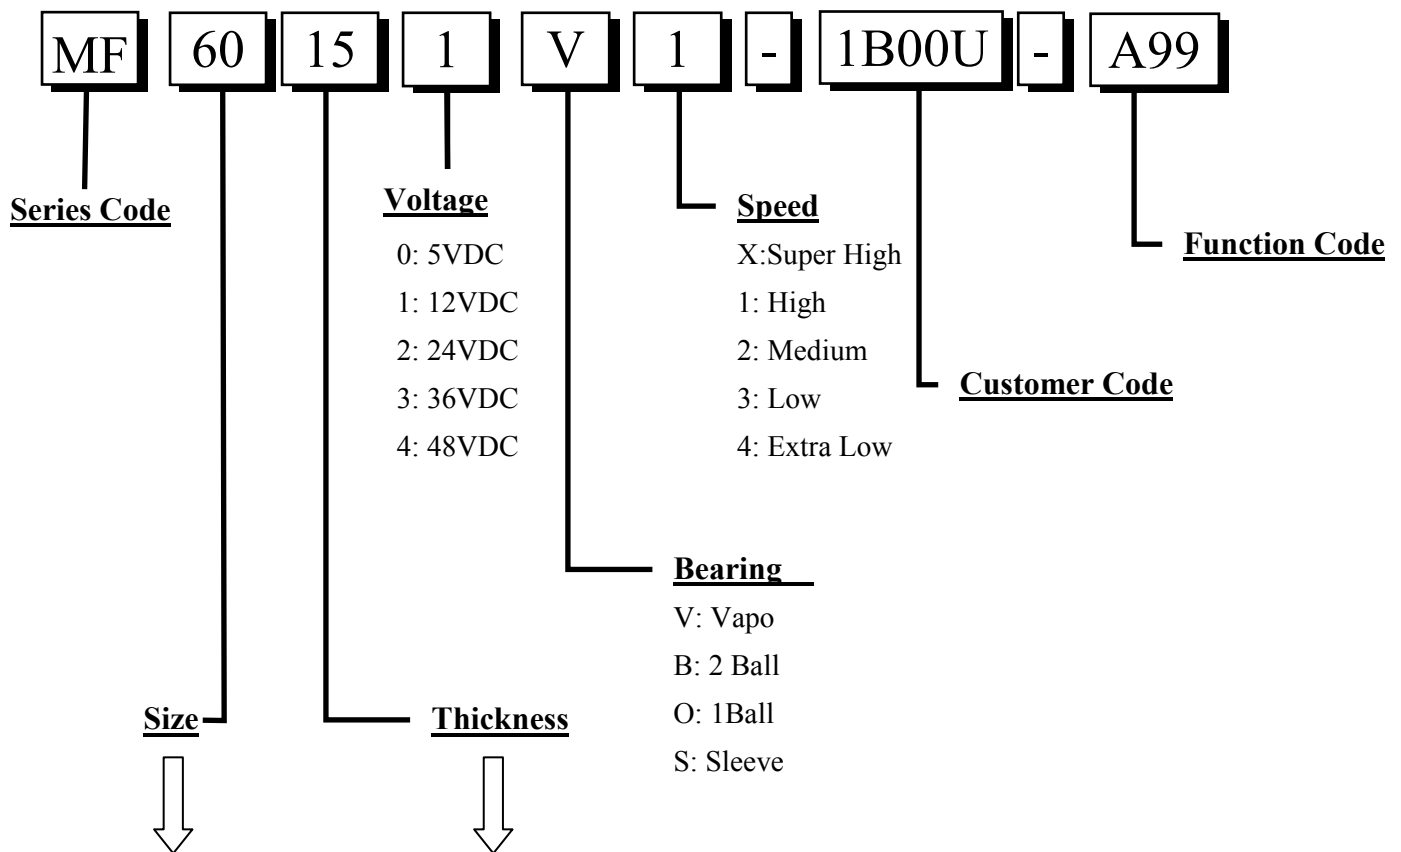 MF 60 15 1 V 1 - 1B00U - A99
Series Code
Voltage
0: 5VDC
1: 12VDC
2: 24VDC
3: 36VDC
4: 48VDC
Speed
X:Super High
1: High
2: Medium
3: Low
4: Extra Low
Function Code
Customer Code
Bearing
V: Vapo
B: 2 Ball
O: 1Ball
S: Sleeve
Size
Thickness